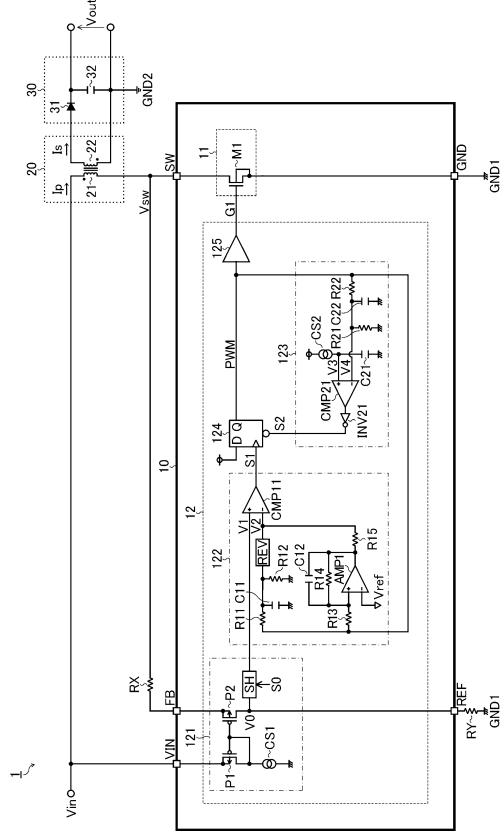 1
Vin
Vout
20
30
Ip
Is
21
22
31
32
GND2
Vsw
RX
10
VIN
FB
SW
12
121
P1
P2
CS1
V0
SH
S0
122
R11
C11
REV
R12
V1
V2
CMP11
C12
R14
AMP1
R13
R15
Vref
S1
124
D
Q
S2
PWM
123
CS2
V3
V4
CMP21
INV21
C21
R21
C22
R22
125
G1
11
M1
REF
GND
RY
GND1
GND1